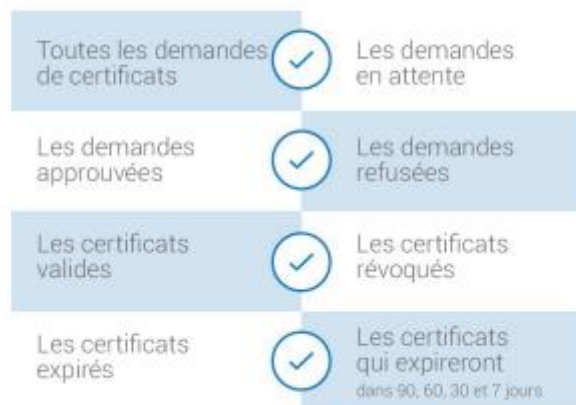 Toutes les demandes
de certificats
Les demandes
en attente
Les demandes
approuvées
Les demandes
refusées
Les certificats
valides
Les certificats
révoqués
Les certificats
expirés
Les certificats
qui expireront
dans 90, 60, 30 et 7 jours